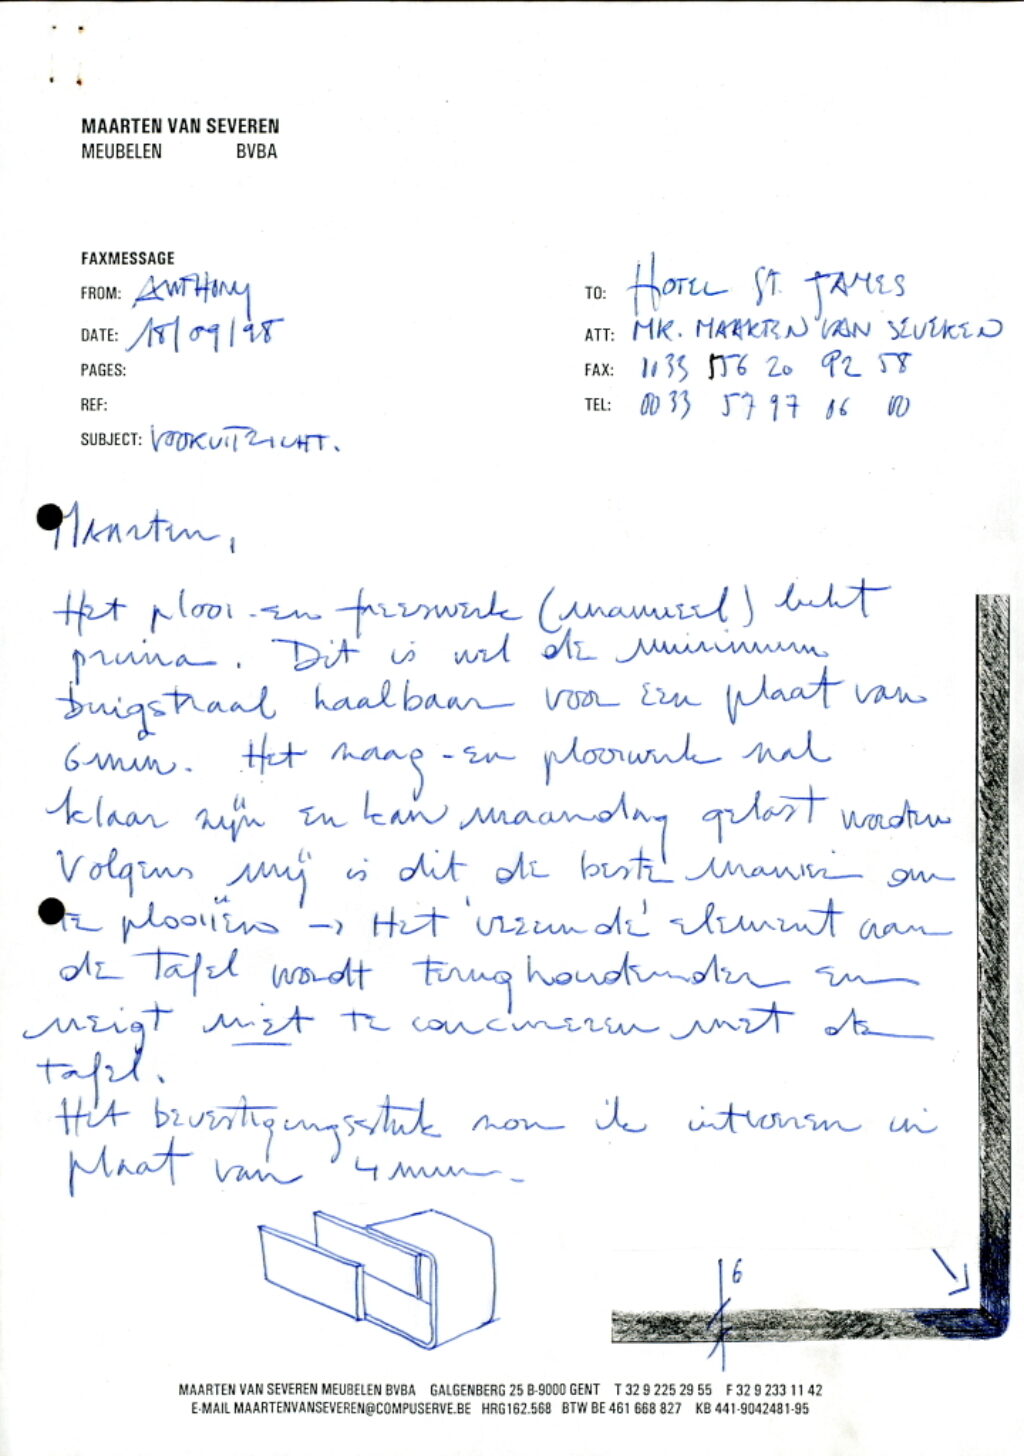 MAARTEN VAN SEVEREN
MEUBELEN BVBA
FAXMESSAGE
FROM: ANTHONY
DATE: 18/09/98
PAGES:
REF:
SUBJECT: VOORUITZICHT.
TO: HOTEL ST. JAMES
ATT: MR. MAARTEN VAN SEVEREN
FAX: 1133 556 20 92 58
TEL: 0033 57 97 06 00
Maarten,
Het plooi-en freeswerk (manueel) lukt
prima. Dit is wel de minimum
buigstraal haalbaar voor een plaat van
6mm. Het zaag-en plooiwerk zal
klaar zijn en kan maandag gelast worden
Volgens mij is dit de beste manier om
te plooiiën → Het 'vreemde' element aan
de tafel wordt terughoudender en
neigt niet te concureren met de
tafel.
Het bevestigingsstuk zou ik uitvoeren in
plaat van 4mm.
6
MAARTEN VAN SEVEREN MEUBELEN BVBA GALGENBERG 25 B-9000 GENT T 32 9 225 29 55 F 32 9 233 11 42
E-MAIL MAARTENVANSEVEREN@COMPUSERVE.BE HRG162.568 BTW BE 461 668 827 KB 441-9042481-95